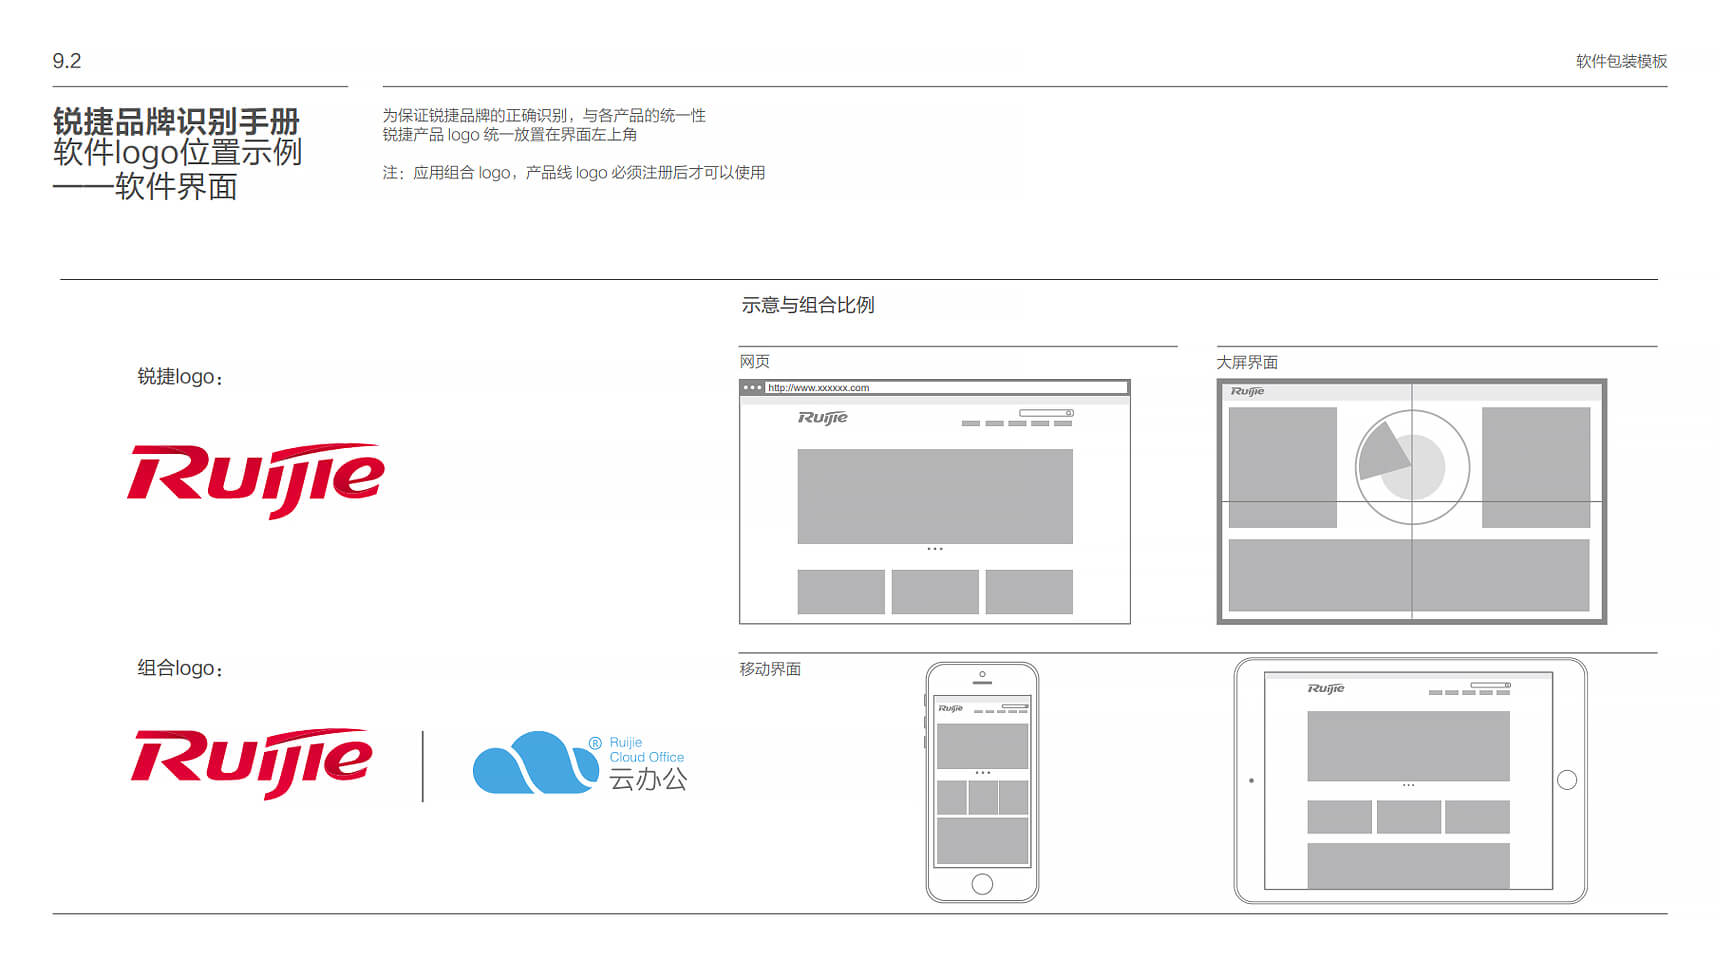 9.2
软件包装模板
锐捷品牌识别手册
软件logo位置示例
——软件界面
为保证锐捷品牌的正确识别，与各产品的统一性
锐捷产品 logo 统一放置在界面左上角
注：应用组合 logo，产品线 logo 必须注册后才可以使用
示意与组合比例
锐捷logo：
Ruijie
网页
http://www.xxxxxx.com
Ruijie
大屏界面
Ruijie
组合logo：
Ruijie
®
Ruijie
Cloud Office
云办公
移动界面
Ruijie
Ruijie